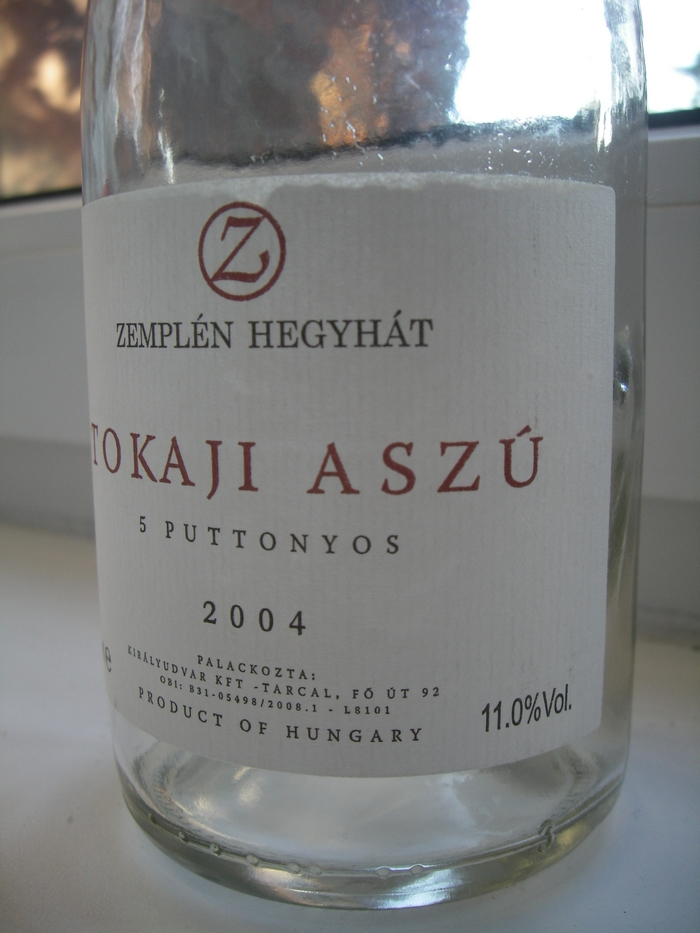 Z
ZEMPLÉN HEGYHÁT
TOKAJI ASZÚ
5 PUTTONYOS
2004
PALACKOZTA:
KIRÁLYUDVAR KFT -TARCAL, FŐ ÚT 92
OBI: B31-05498/2008.1 - L8101
PRODUCT OF HUNGARY
e
11.0%Vol.